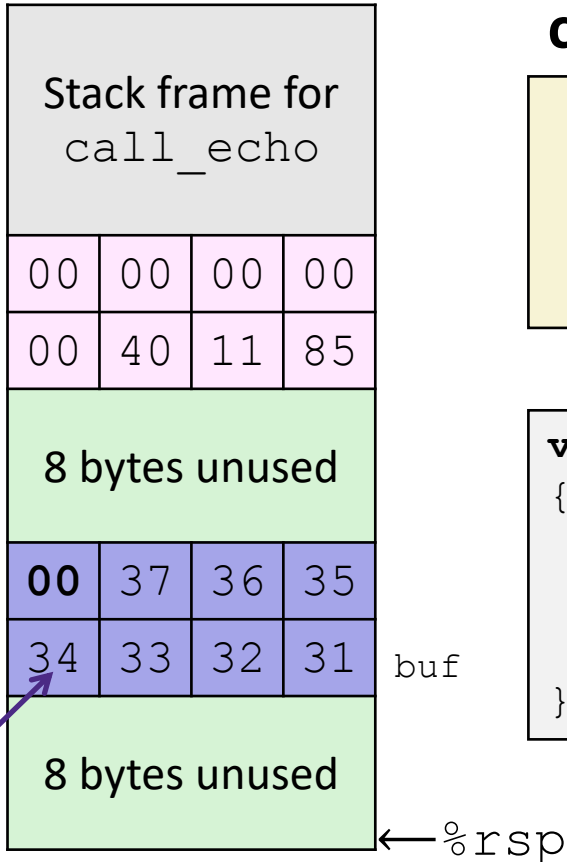 Stack frame for
call_echo
00 00 00 00
00 40 11 85
8 bytes unused
00 37 36 35
34 33 32 31 buf
8 bytes unused
←%rsp
v
{
}